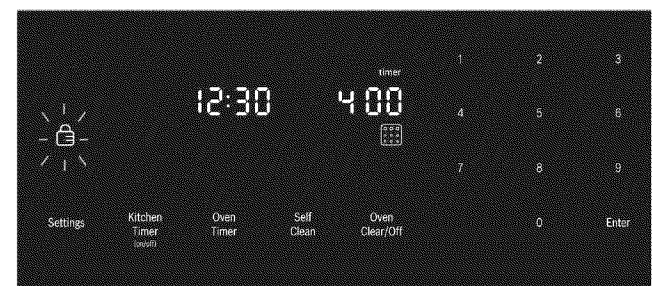 timer
12:30
4 00
1 2 3
4 5 6
7 8 9
Settings
Kitchen
Timer
(on/off)
Oven
Timer
Self
Clean
Oven
Clear/Off
0
Enter